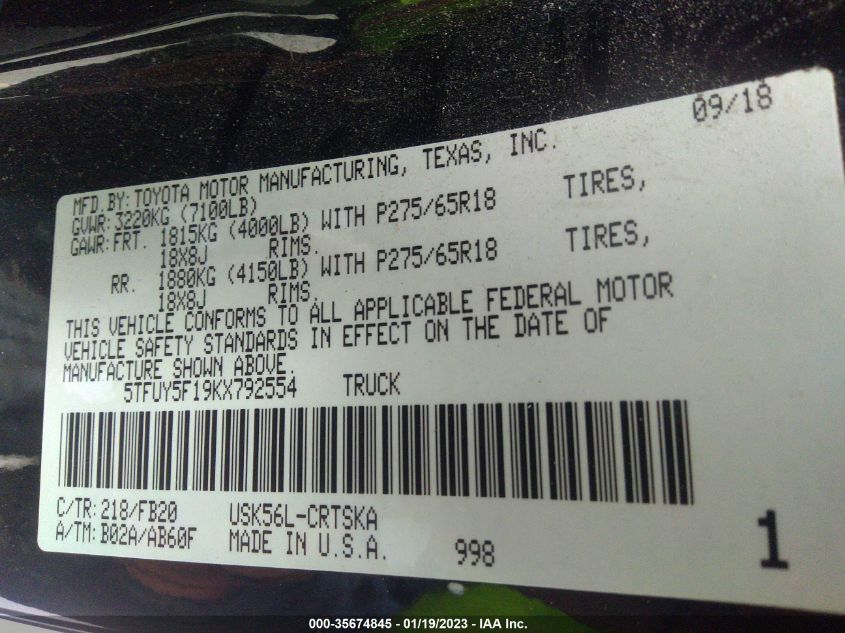 09/18
MFD.BY:TOYOTA MOTOR MANUFACTURING, TEXAS, INC.
GVWR:3220KG (7100LB)
GAWR:FRT. 1815KG (4000LB) WITH P275/65R18 TIRES,
18X8J RIMS.
RR. 1880KG (4150LB) WITH P275/65R18 TIRES,
18X8J RIMS.
THIS VEHICLE CONFORMS TO ALL APPLICABLE FEDERAL MOTOR
VEHICLE SAFETY STANDARDS IN EFFECT ON THE DATE OF
MANUFACTURE SHOWN ABOVE.
5TFUY5F19KX792554 TRUCK
C/TR:218/FB20 USK56L-CRTSKA
A/TM:B02A/AB60F MADE IN U.S.A. 998 1
000-35674845 - 01/19/2023 - IAA Inc.